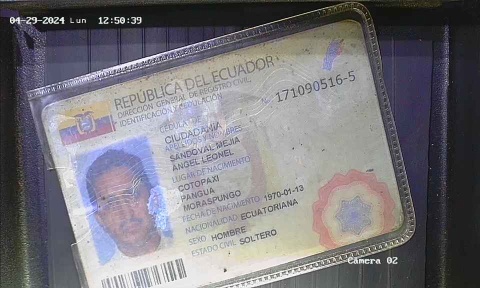 04-29-2024 Lun 12:50:39
REPÚBLICA DEL ECUADOR
DIRECCIÓN GENERAL DE REGISTRO CIVIL,
IDENTIFICACIÓN Y CEDULACIÓN
171090516-5
CÉDULA DE
CIUDADANÍA
APELLIDOS Y NOMBRES
SANDOVAL MEJIA
ANGEL LEONEL
LUGAR DE NACIMIENTO
COTOPAXI
PANGUA
MORASPUNGO
FECHA DE NACIMIENTO 1970-01-13
NACIONALIDAD ECUATORIANA
SEXO HOMBRE
ESTADO CIVIL SOLTERO
Camera 02